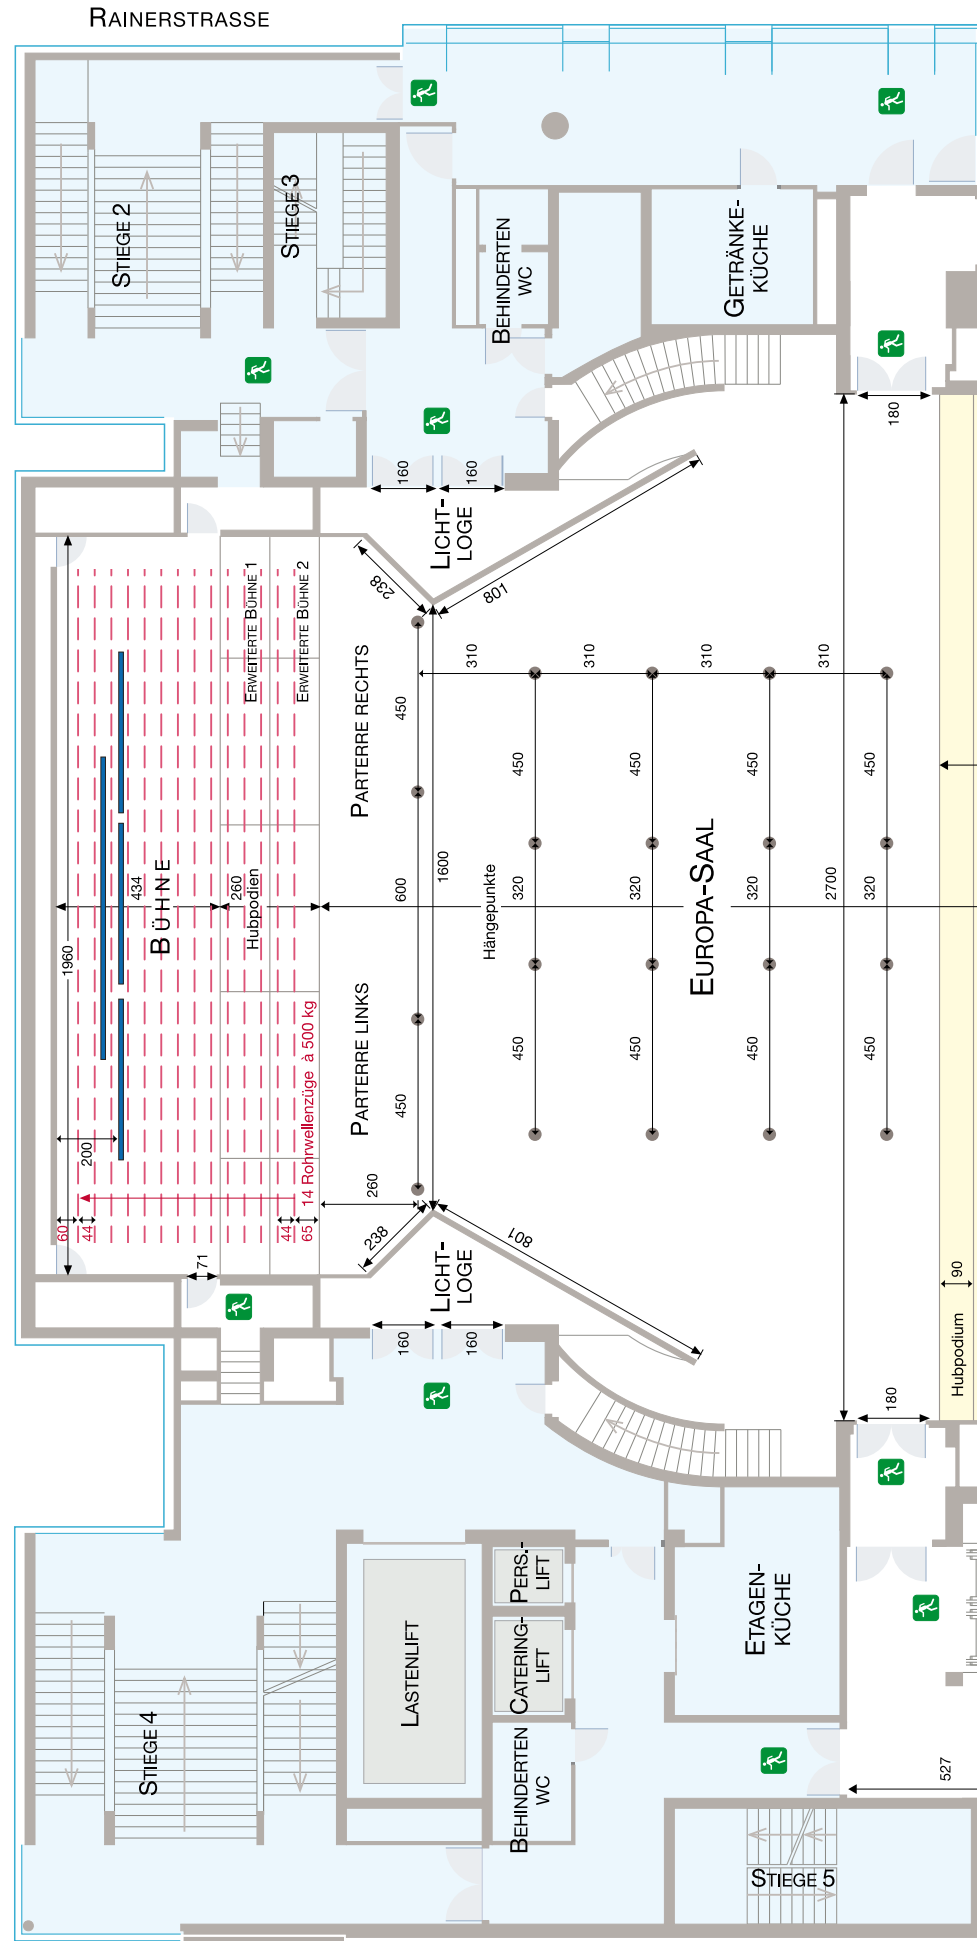 RAINERSTRASSE
STIEGE 2
STIEGE 3
BEHINDERTEN
WC
GETRÄNKE-
KÜCHE
180
160
160
LICHT-
LOGE
238
801
ERWEITERTE BÜHNE 1
ERWEITERTE BÜHNE 2
PARTERRE RECHTS
310
310
310
310
450
450
450
450
450
1960
434
BÜHNE
260
Hubpodien
600
1600
Hängepunkte
320
320
EUROPA-SAAL
320
2700
320
14 Rohrwellenzüge à 500 kg
PARTERRE LINKS
450
450
450
450
450
200
60
44
44
65
260
238
801
71
LICHT-
LOGE
160
160
90
Hubpodium
180
PERS.-
LIFT
CATERING-
LIFT
LASTENLIFT
ETAGEN-
KÜCHE
STIEGE 4
BEHINDERTEN
WC
527
STIEGE 5